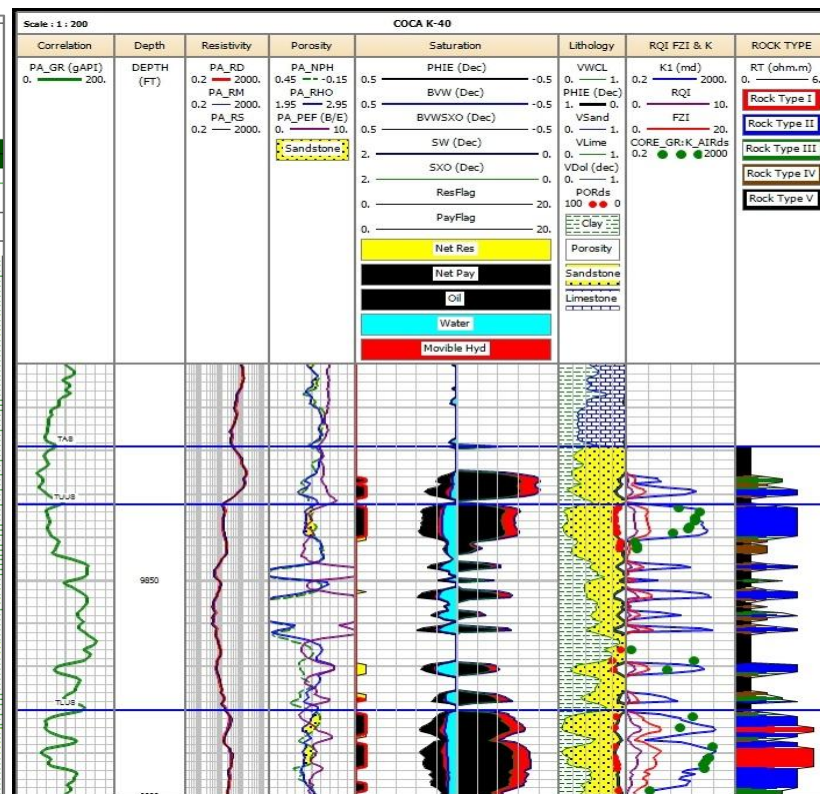 Scale : 1 : 200 COCA K-40
Correlation Depth Resistivity Porosity Saturation Lithology RQI FZI & K ROCK TYPE
PA_GR (gAPI)
0. 200.
DEPTH
(FT)
PA_RD
0.2 2000.
PA_RM
0.2 2000.
PA_RS
0.2 2000.
PA_NPH
0.45 -0.15
PA_RHO
1.95 2.95
PA_PEF (B/E)
0. 10.
Sandstone
PHIE (Dec)
0.5 -0.5
BVW (Dec)
0.5 -0.5
BVWSXO (Dec)
0.5 -0.5
SW (Dec)
2. 0.
SXO (Dec)
2. 0.
ResFlag
0. 20.
PayFlag
0. 20.
Net Res
Net Pay
Oil
Water
Movible Hyd
VWCL
0. 1.
PHIE (Dec)
1. 0.
VSand
0. 1.
VLime
0. 1.
VDol (dec)
0. 1.
PORds
100 0
Clay
Porosity
Sandstone
Limestone
K1 (md)
0.2 2000.
RQI
0. 10.
FZI
0. 20.
CORE_GR:K_AIRds
0.2 2000
RT (ohm.m)
0. 6.
Rock Type I
Rock Type II
Rock Type III
Rock Type IV
Rock Type V
TAB
TUUS
9850
TLUS